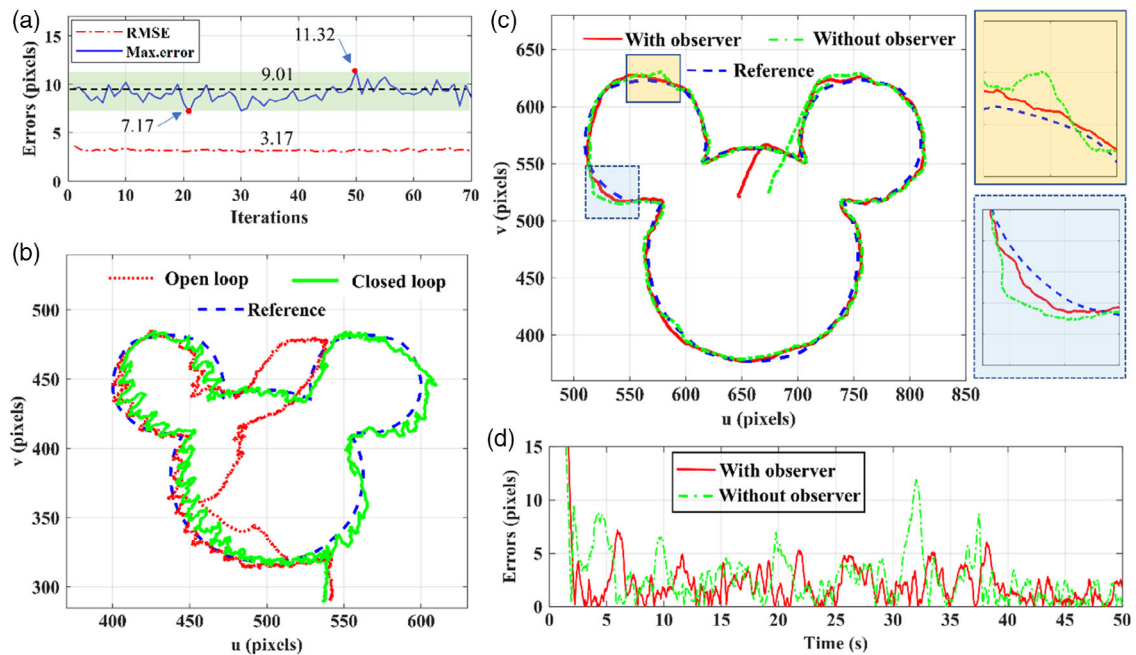 (a)
RMSE
Max.error
11.32
9.01
7.17
3.17
15
10
5
0
0 10 20 30 40 50 60 70
Errors (pixels)
Iterations
(b)
Open loop
Closed loop
Reference
500
450
400
350
300
400 450 500 550 600
v (pixels)
u (pixels)
(c)
With observer
Without observer
Reference
650
600
550
500
450
400
500 550 600 650 700 750 800 850
v (pixels)
u (pixels)
(d)
With observer
Without observer
15
10
5
0
0 5 10 15 20 25 30 35 40 45 50
Errors (pixels)
Time (s)